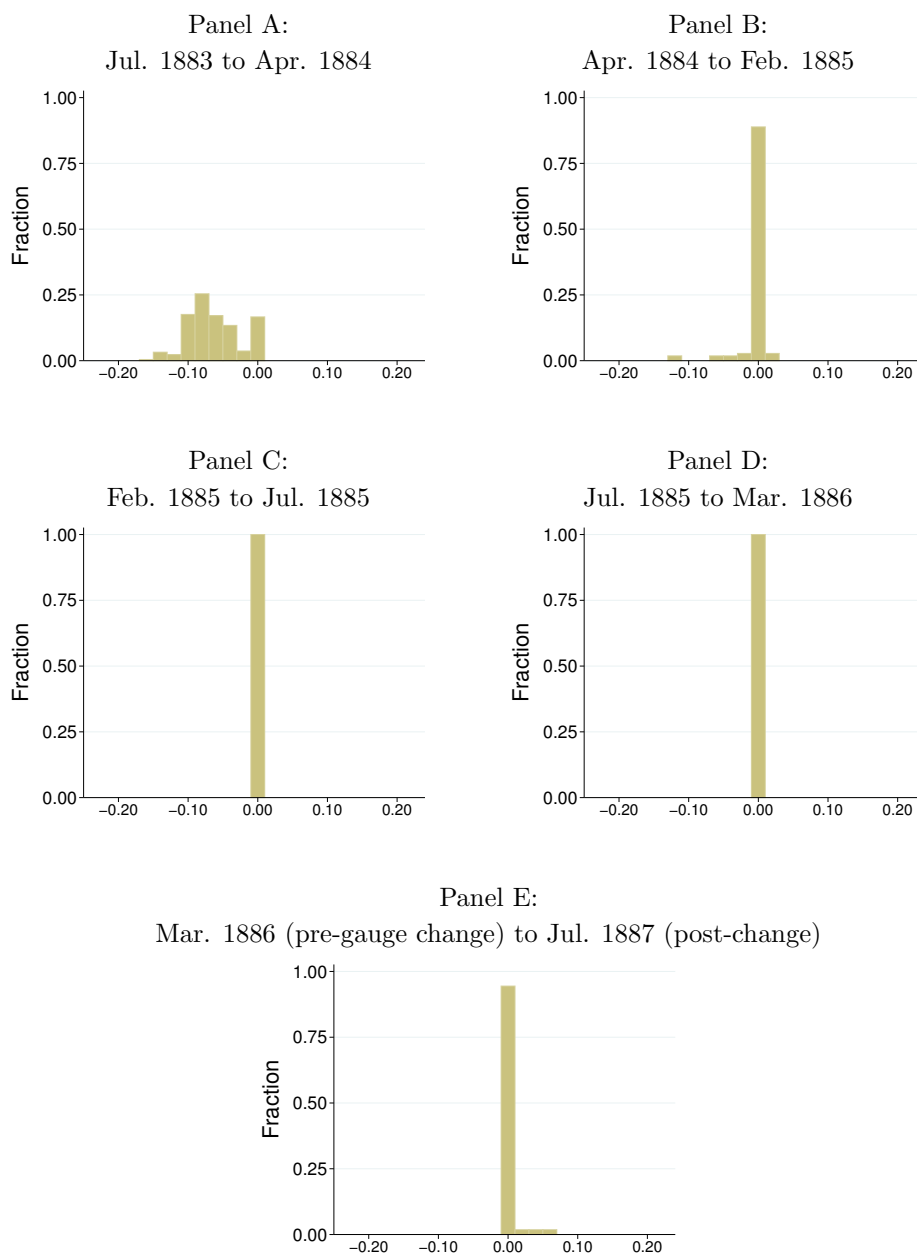 Panel A:
Jul. 1883 to Apr. 1884
1.00
0.75
0.50
0.25
0.00
Fraction
−0.20 −0.10 0.00 0.10 0.20
Panel B:
Apr. 1884 to Feb. 1885
1.00
0.75
0.50
0.25
0.00
Fraction
−0.20 −0.10 0.00 0.10 0.20
Panel C:
Feb. 1885 to Jul. 1885
1.00
0.75
0.50
0.25
0.00
Fraction
−0.20 −0.10 0.00 0.10 0.20
Panel D:
Jul. 1885 to Mar. 1886
1.00
0.75
0.50
0.25
0.00
Fraction
−0.20 −0.10 0.00 0.10 0.20
Panel E:
Mar. 1886 (pre-gauge change) to Jul. 1887 (post-change)
1.00
0.75
0.50
0.25
0.00
Fraction
−0.20 −0.10 0.00 0.10 0.20